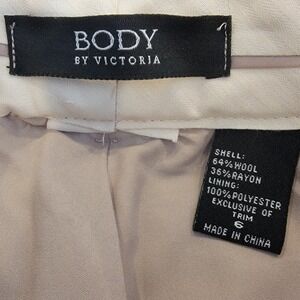 BODY
BY VICTORIA
SHELL:
64%WOOL
36%RAYON
LINING:
100%POLYESTER
EXCLUSIVE OF
TRIM
6
MADE IN CHINA